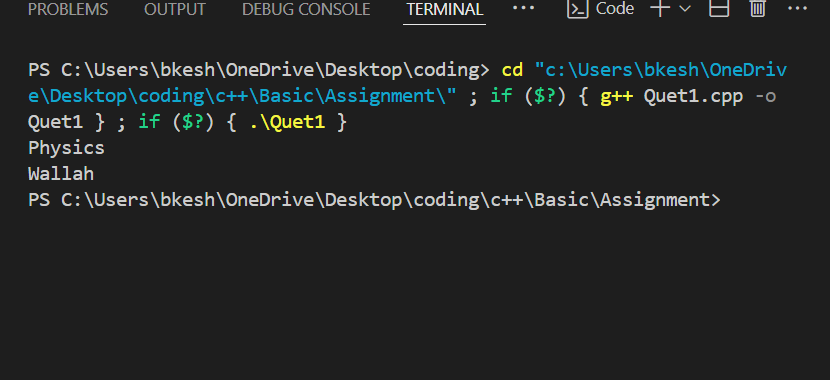 PROBLEMS OUTPUT DEBUG CONSOLE TERMINAL ··· Code ···
PS C:\Users\bkesh\OneDrive\Desktop\coding> cd "c:\Users\bkesh\OneDriv
e\Desktop\coding\c++\Basic\Assignment\" ; if ($?) { g++ Quet1.cpp -o
Quet1 } ; if ($?) { .\Quet1 }
Physics
Wallah
PS C:\Users\bkesh\OneDrive\Desktop\coding\c++\Basic\Assignment>